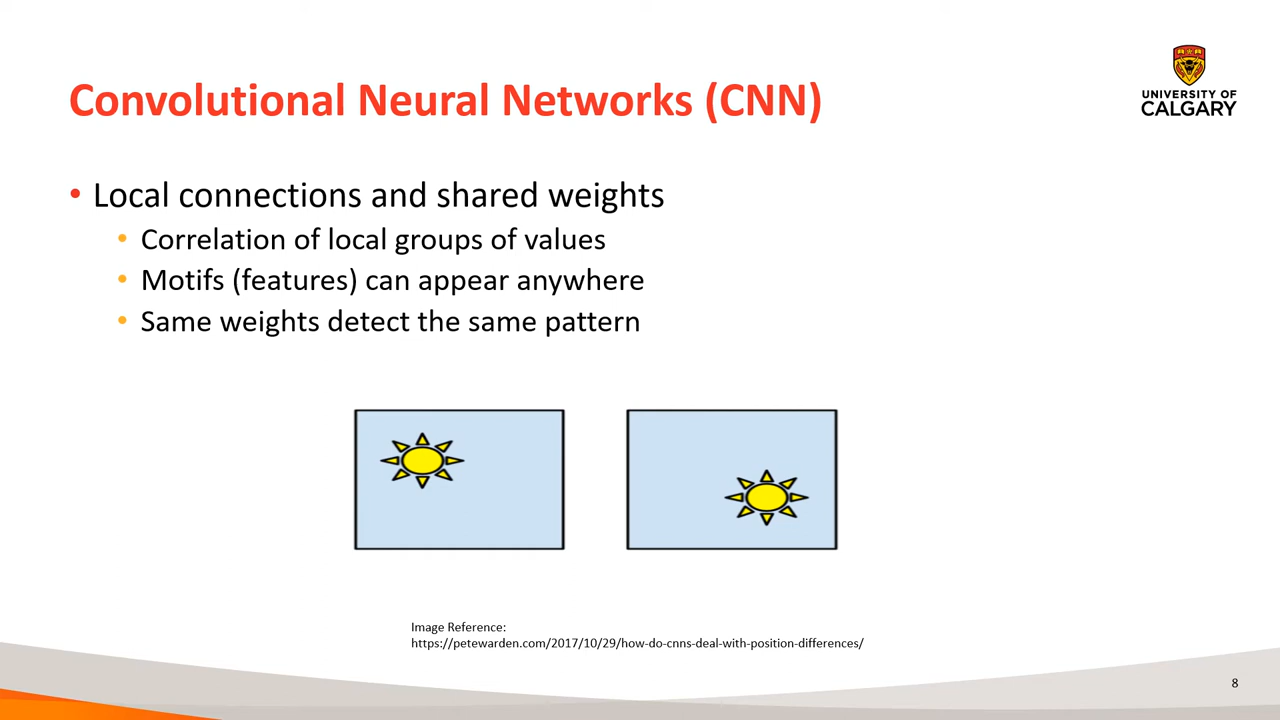 Convolutional Neural Networks (CNN)
UNIVERSITY OF
CALGARY
• Local connections and shared weights
• Correlation of local groups of values
• Motifs (features) can appear anywhere
• Same weights detect the same pattern
Image Reference:
https://petewarden.com/2017/10/29/how-do-cnns-deal-with-position-differences/
8